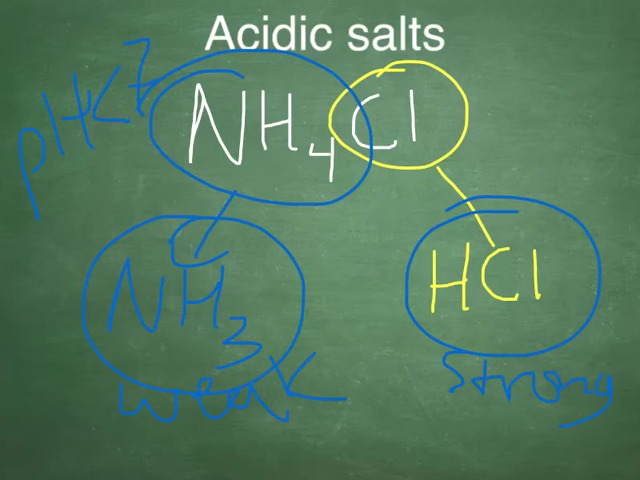 Acidic salts
pH<7
NH4Cl
NH3
HCl
weak
strong